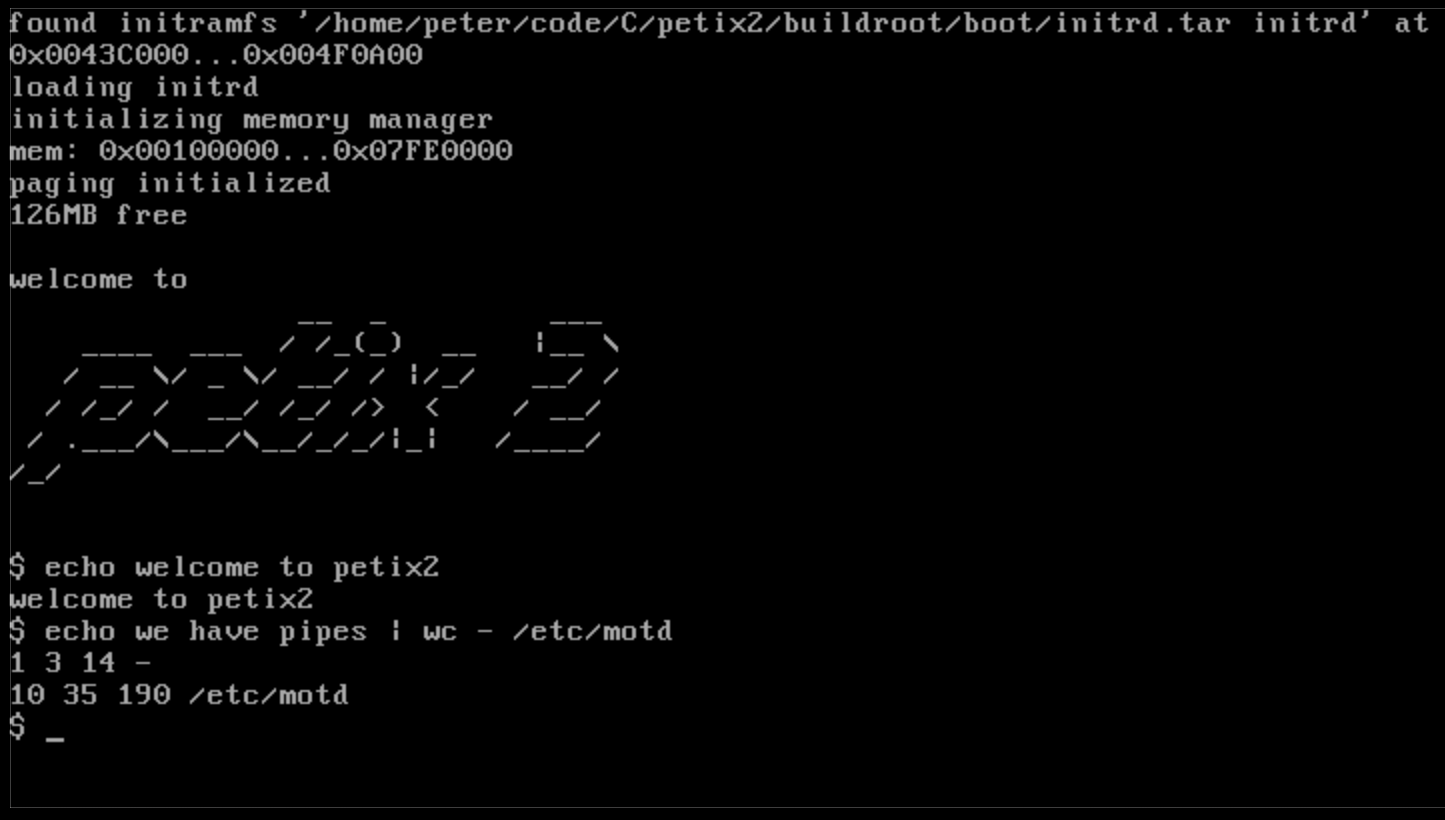 found initramfs '/home/peter/code/C/petix2/buildroot/boot/initrd.tar initrd' at
0x0043C000...0x004F0A00
loading initrd
initializing memory manager
mem: 0x00100000...0x07FE0000
paging initialized
126MB free
welcome to
petix 2
$ echo welcome to petix2
welcome to petix2
$ echo we have pipes | wc - /etc/motd
1 3 14 -
10 35 190 /etc/motd
$ _